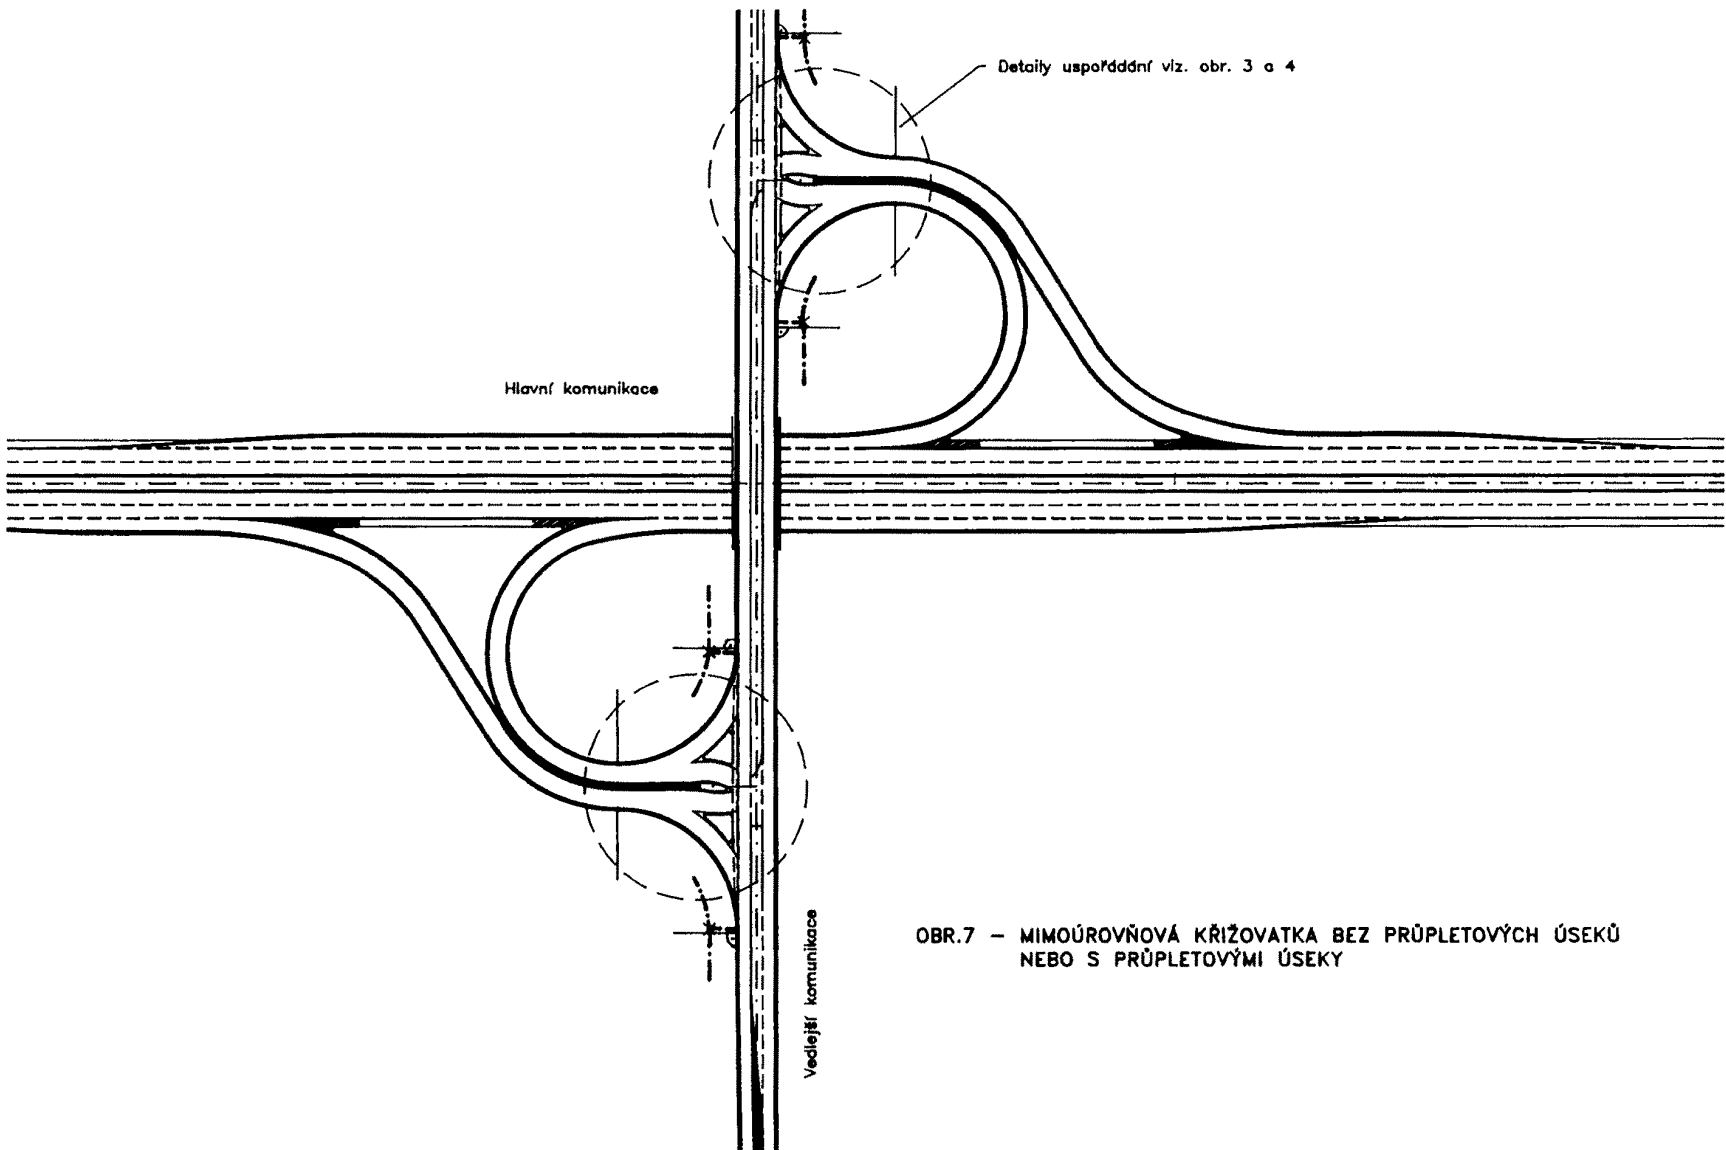 Detaily uspořádání viz. obr. 3 a 4
Hlavní komunikace
Vedlejší komunikace
OBR.7 – MIMOÚROVŇOVÁ KŘIŽOVATKA BEZ PRŮPLETOVÝCH ÚSEKŮ
NEBO S PRŮPLETOVÝMI ÚSEKY